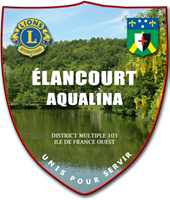 LIONS
L
ÉLANCOURT
AQUALINA
DISTRICT MULTIPLE 103
ILE DE FRANCE OUEST
UNIS POUR SERVIR